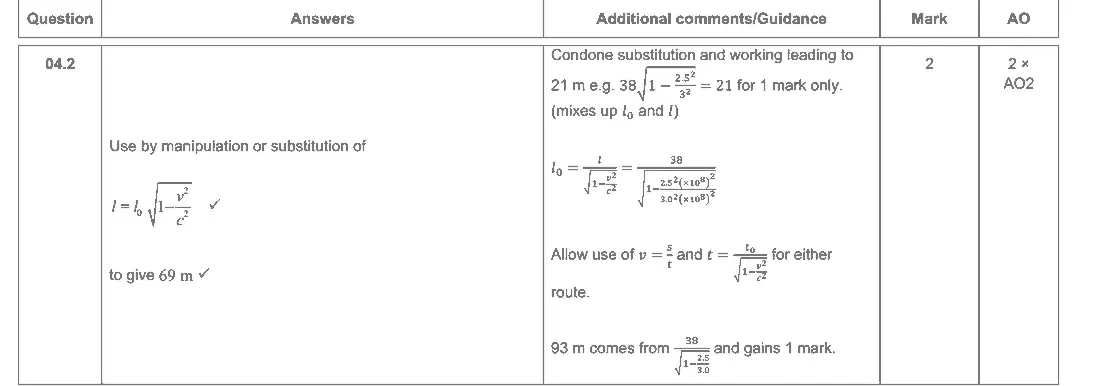 Question Answers Additional comments/Guidance Mark AO
04.2
2
2 ×
AO2
Use by manipulation or substitution of
l = l₀ √(1 − v²/c²) ✓
to give 69 m ✓
Condone substitution and working leading to
21 m e.g. 38√(1 − 2.5²/3²) = 21 for 1 mark only.
(mixes up l₀ and l)
l₀ = l/√(1 − v²/c²) = 38/√(1 − 2.5²(×10⁸)²/3.0²(×10⁸)²)
Allow use of v = s/t and t = t₀/√(1 − v²/c²) for either
route.
93 m comes from 38/√(1 − 2.5/3.0) and gains 1 mark.